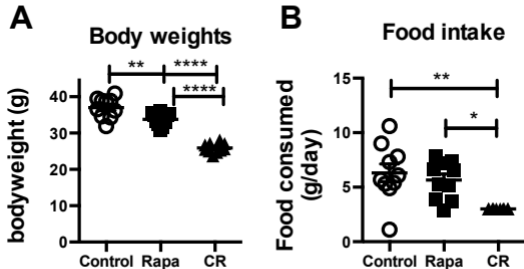 A
Body weights
bodyweight (g)
40
30
20
10
0
**
****
****
Control Rapa CR
B
Food intake
Food consumed
(g/day)
15
10
5
0
**
*
Control Rapa CR